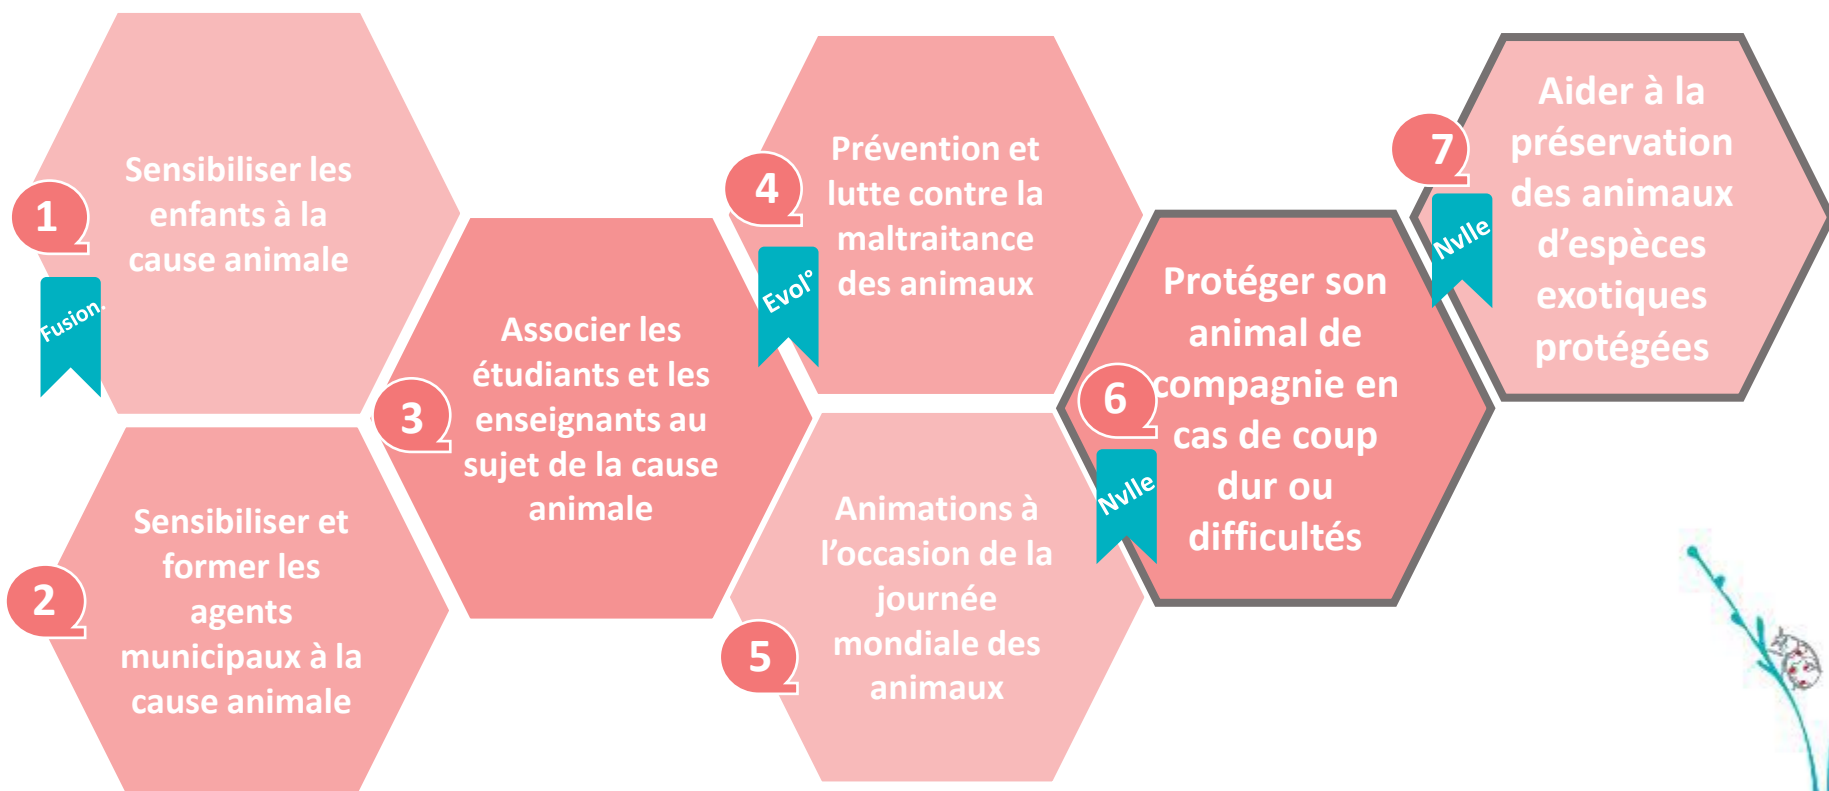 1
Sensibiliser les
enfants à la
cause animale
Fusion.
2
Sensibiliser et
former les
agents
municipaux à la
cause animale
3
Associer les
étudiants et les
enseignants au
sujet de la cause
animale
4
Prévention et
lutte contre la
maltraitance
des animaux
Evol°
5
Animations à
l’occasion de la
journée
mondiale des
animaux
6
Protéger son
animal de
compagnie en
cas de coup
dur ou
difficultés
Nvlle
7
Aider à la
préservation
des animaux
d’espèces
exotiques
protégées
Nvlle